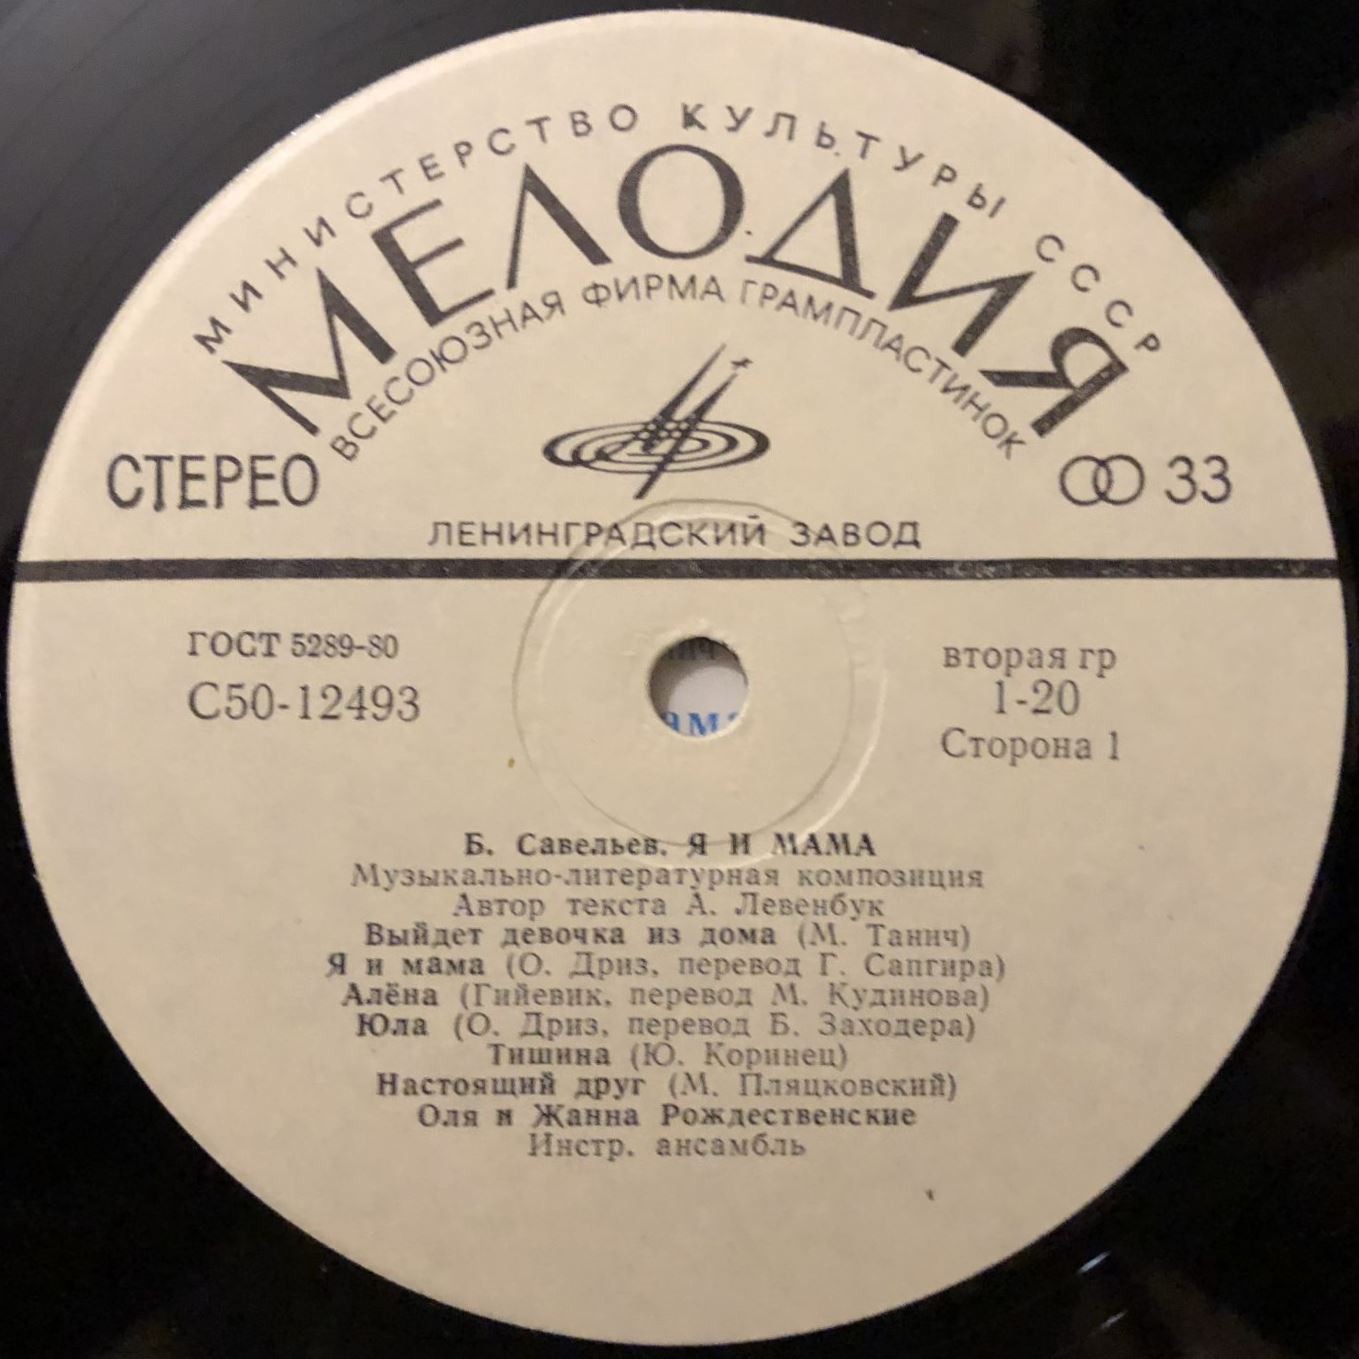 МИНИСТЕРСТВО КУЛЬТУРЫ СССР
МЕЛОДИЯ
ВСЕСОЮЗНАЯ ФИРМА ГРАМПЛАСТИНОК
СТЕРЕО
33
ЛЕНИНГРАДСКИЙ ЗАВОД
ГОСТ 5289-80
С50-12493
вторая гр
1-20
Сторона 1
Б. Савельев. Я И МАМА
Музыкально-литературная композиция
Автор текста А. Левенбук
Выйдет девочка из дома (М. Танич)
Я и мама (О. Дриз, перевод Г. Сапгира)
Алёна (Гийевик, перевод М. Кудинова)
Юла (О. Дриз, перевод Б. Заходера)
Тишина (Ю. Коринец)
Настоящий друг (М. Пляцковский)
Оля и Жанна Рождественские
Инстр. ансамбль